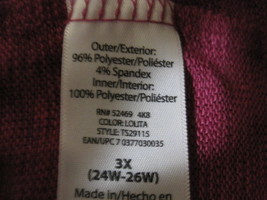 Outer/Exterior:
96% Polyester/Poliéster
4% Spandex
Inner/Interior:
100% Polyester/Poliéster
RN# 52469 4KB
COLOR: LOLITA
STYLE: TS29115
EAN/UPC 7 0377030035
3X
(24W-26W)
Made in/Hecho en